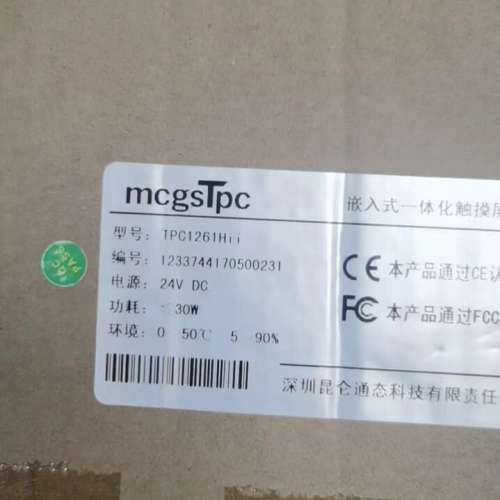 mcgsTpc
嵌入式一体化触摸屏
型号: TPC1261Hii
编号: 1233744170500231
电源: 24V DC
功耗: 30W
环境: 0 50℃ 5 90%
CE 本产品通过CE认
FC 本产品通过FCC
深圳昆仑通态科技有限责任
PASS